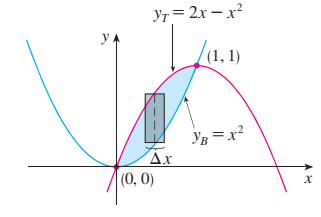 y_T = 2x − x²
y
(1, 1)
y_B = x²
Δx
(0, 0)
x